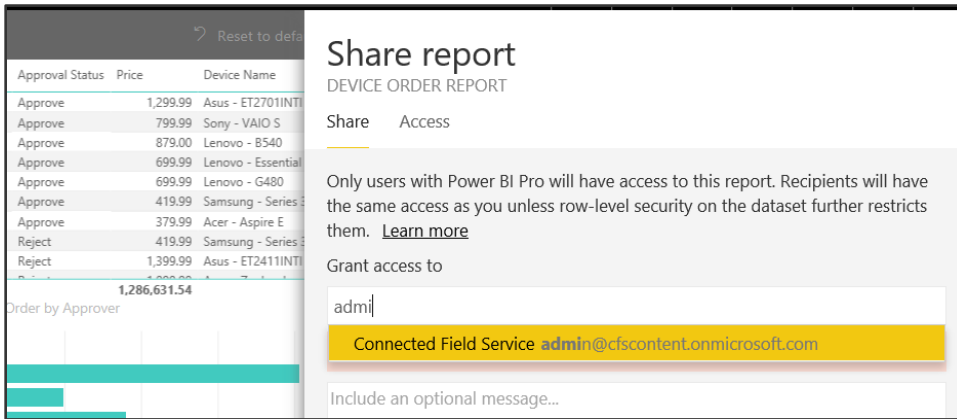 Reset to defa
Approval Status Price Device Name
Approve 1,299.99 Asus - ET2701INTI
Approve 799.99 Sony - VAIO S
Approve 879.00 Lenovo - B540
Approve 699.99 Lenovo - Essential
Approve 699.99 Lenovo - G480
Approve 419.99 Samsung - Series 3
Approve 379.99 Acer - Aspire E
Reject 419.99 Samsung - Series 3
Reject 1,399.99 Asus - ET2411INTI
1,286,631.54
Order by Approver
Share report
DEVICE ORDER REPORT
Share Access
Only users with Power BI Pro will have access to this report. Recipients will have
the same access as you unless row-level security on the dataset further restricts
them. Learn more
Grant access to
admi
Connected Field Service admin@cfscontent.onmicrosoft.com
Include an optional message...